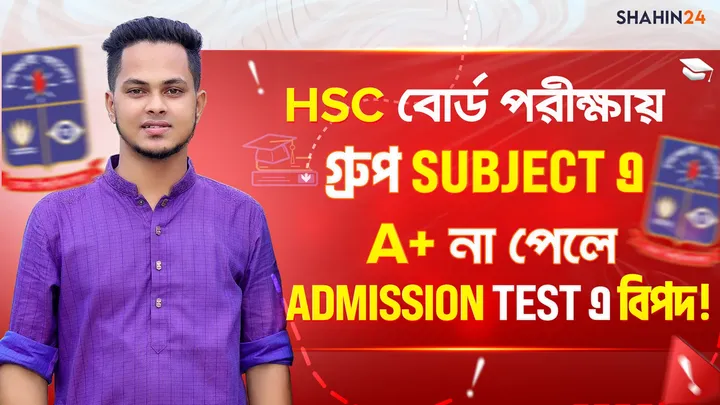 SHAHIN24
HSC বোর্ড পরীক্ষায়
গ্রুপ SUBJECT এ
A+ না পেলে
ADMISSION TEST এ বিপদ!